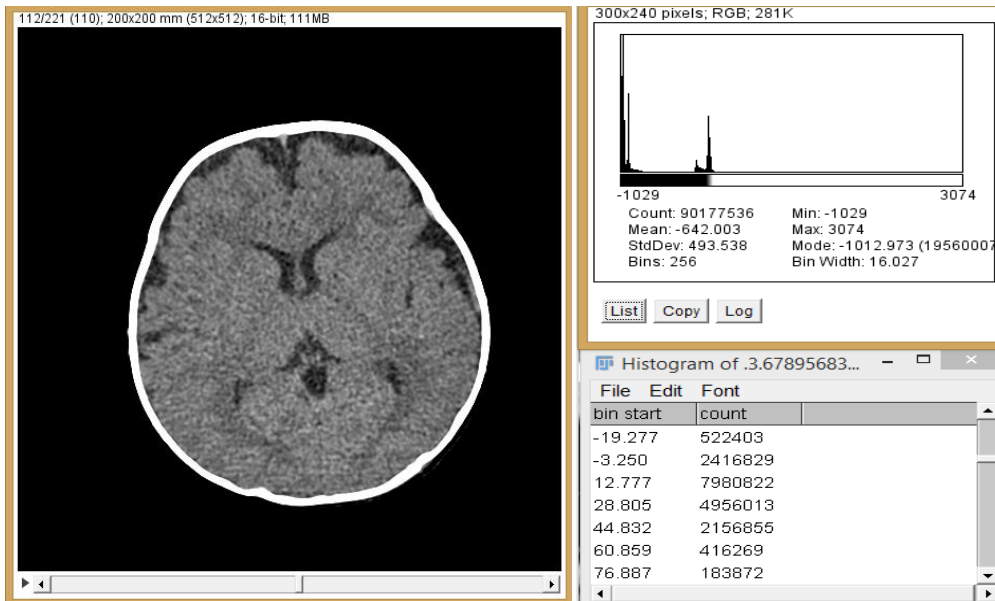 112/221 (110); 200x200 mm (512x512); 16-bit; 111MB
300x240 pixels; RGB; 281K
-1029 3074
Count: 90177536 Min: -1029
Mean: -642.003 Max: 3074
StdDev: 493.538 Mode: -1012.973 (19560007
Bins: 256 Bin Width: 16.027
List Copy Log
Histogram of .3.67895683...
File Edit Font
bin start count
-19.277 522403
-3.250 2416829
12.777 7980822
28.805 4956013
44.832 2156855
60.859 416269
76.887 183872